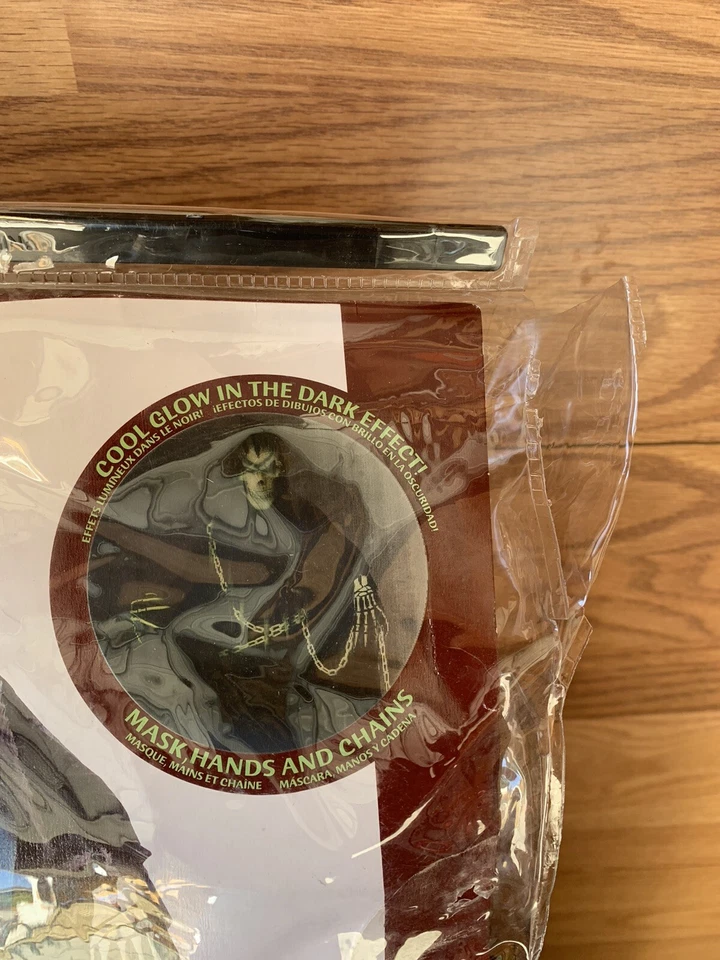 COOL GLOW IN THE DARK EFFECT!
EFFETS LUMINEUX DANS LE NOIR! ¡EFECTOS DE DIBUJOS CON BRILLO EN LA OSCURIDAD!
MASK, HANDS AND CHAINS
MASQUE, MAINS ET CHAÎNE MÁSCARA, MANOS Y CADENA